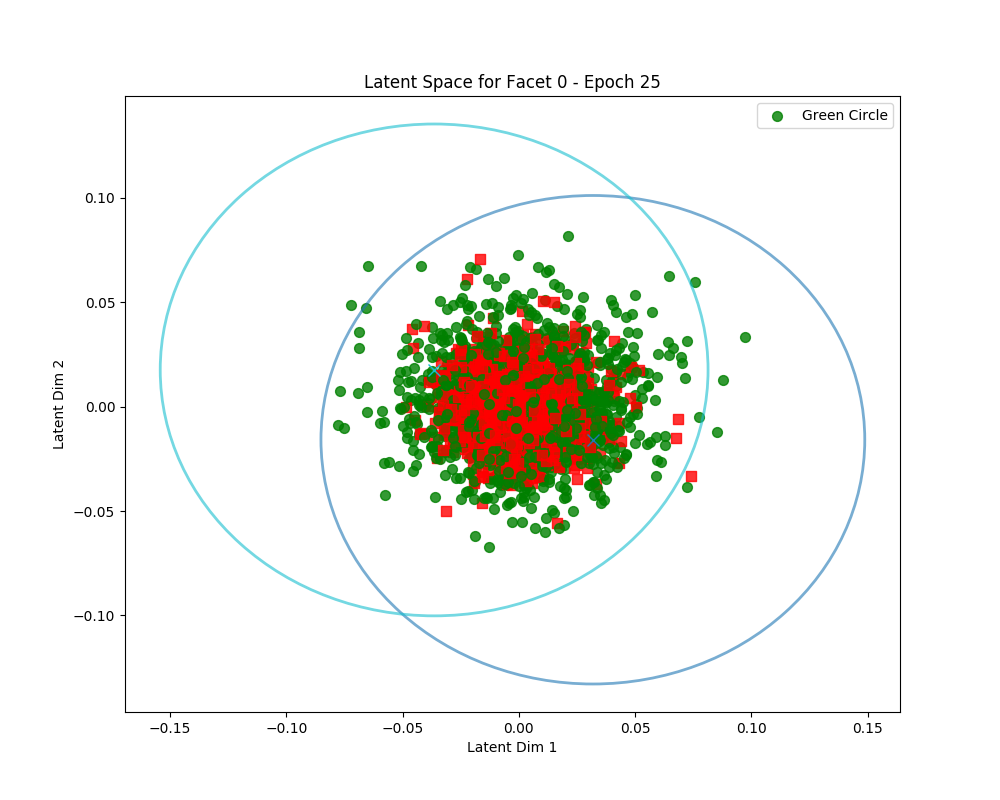 Latent Space for Facet 0 - Epoch 25
Green Circle
0.10
0.05
0.00
−0.05
−0.10
Latent Dim 2
−0.15 −0.10 −0.05 0.00 0.05 0.10 0.15
Latent Dim 1